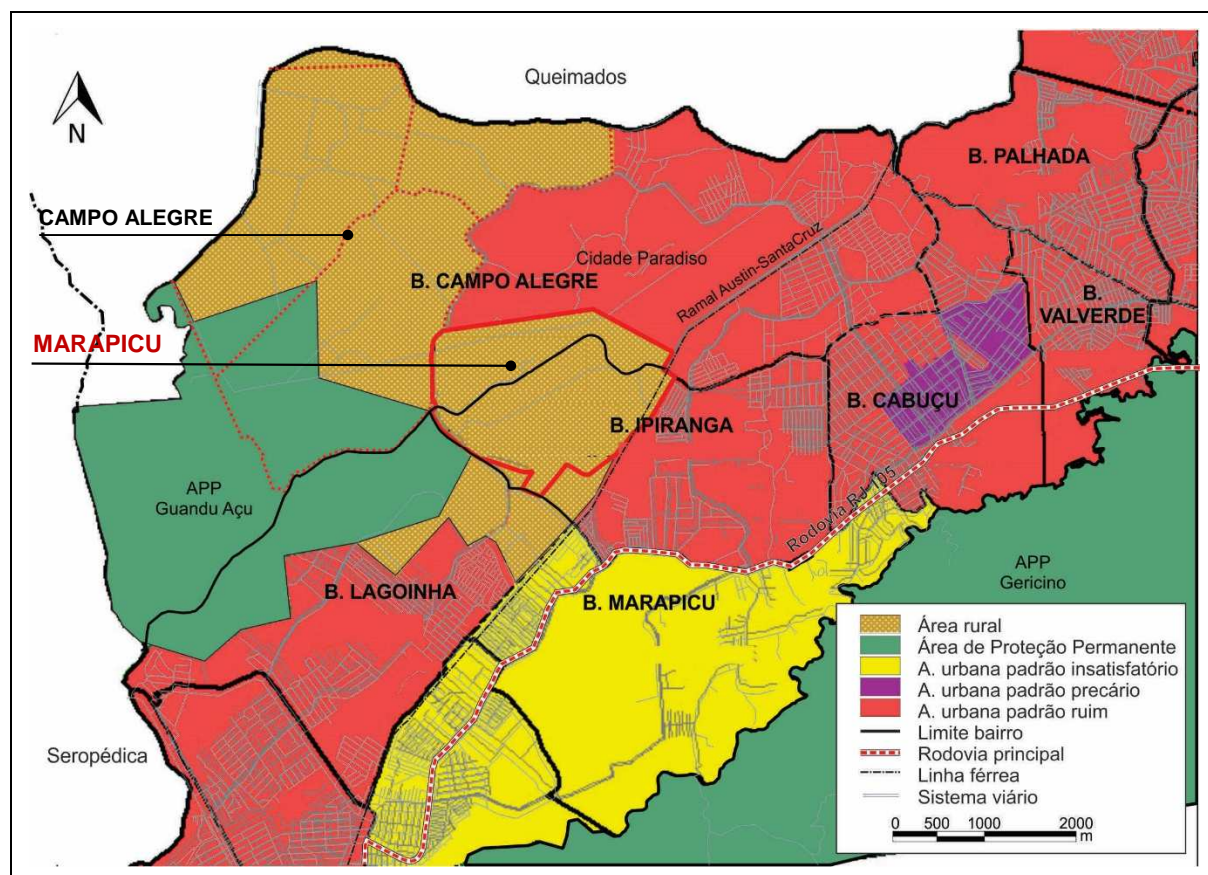 Queimados
N
B. PALHADA
CAMPO ALEGRE
Cidade Paradiso
B. CAMPO ALEGRE
Ramal Austin-SantaCruz
B.
VALVERDE
MARAPICU
B. CABUÇU
B. IPIRANGA
APP
Guandu Açu
Rodovia RJ 105
APP
Gericino
B. LAGOINHA
B. MARAPICU
Seropédica
Área rural
Área de Proteção Permanente
A. urbana padrão insatisfatório
A. urbana padrão precário
A. urbana padrão ruim
Limite bairro
Rodovia principal
Linha férrea
Sistema viário
0 500 1000 2000
m